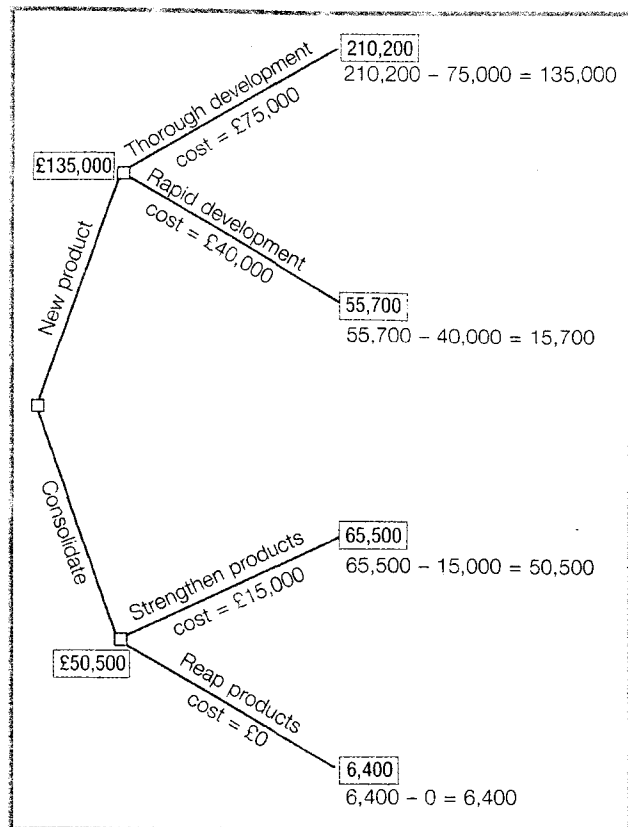 210,200
210,200 – 75,000 = 135,000
Thorough development
cost = £75,000
£135,000
Rapid development
cost = £40,000
55,700
55,700 – 40,000 = 15,700
New product
Consolidate
65,500
65,500 – 15,000 = 50,500
Strengthen products
cost = £15,000
£50,500
Reap products
cost = £0
6,400
6,400 – 0 = 6,400